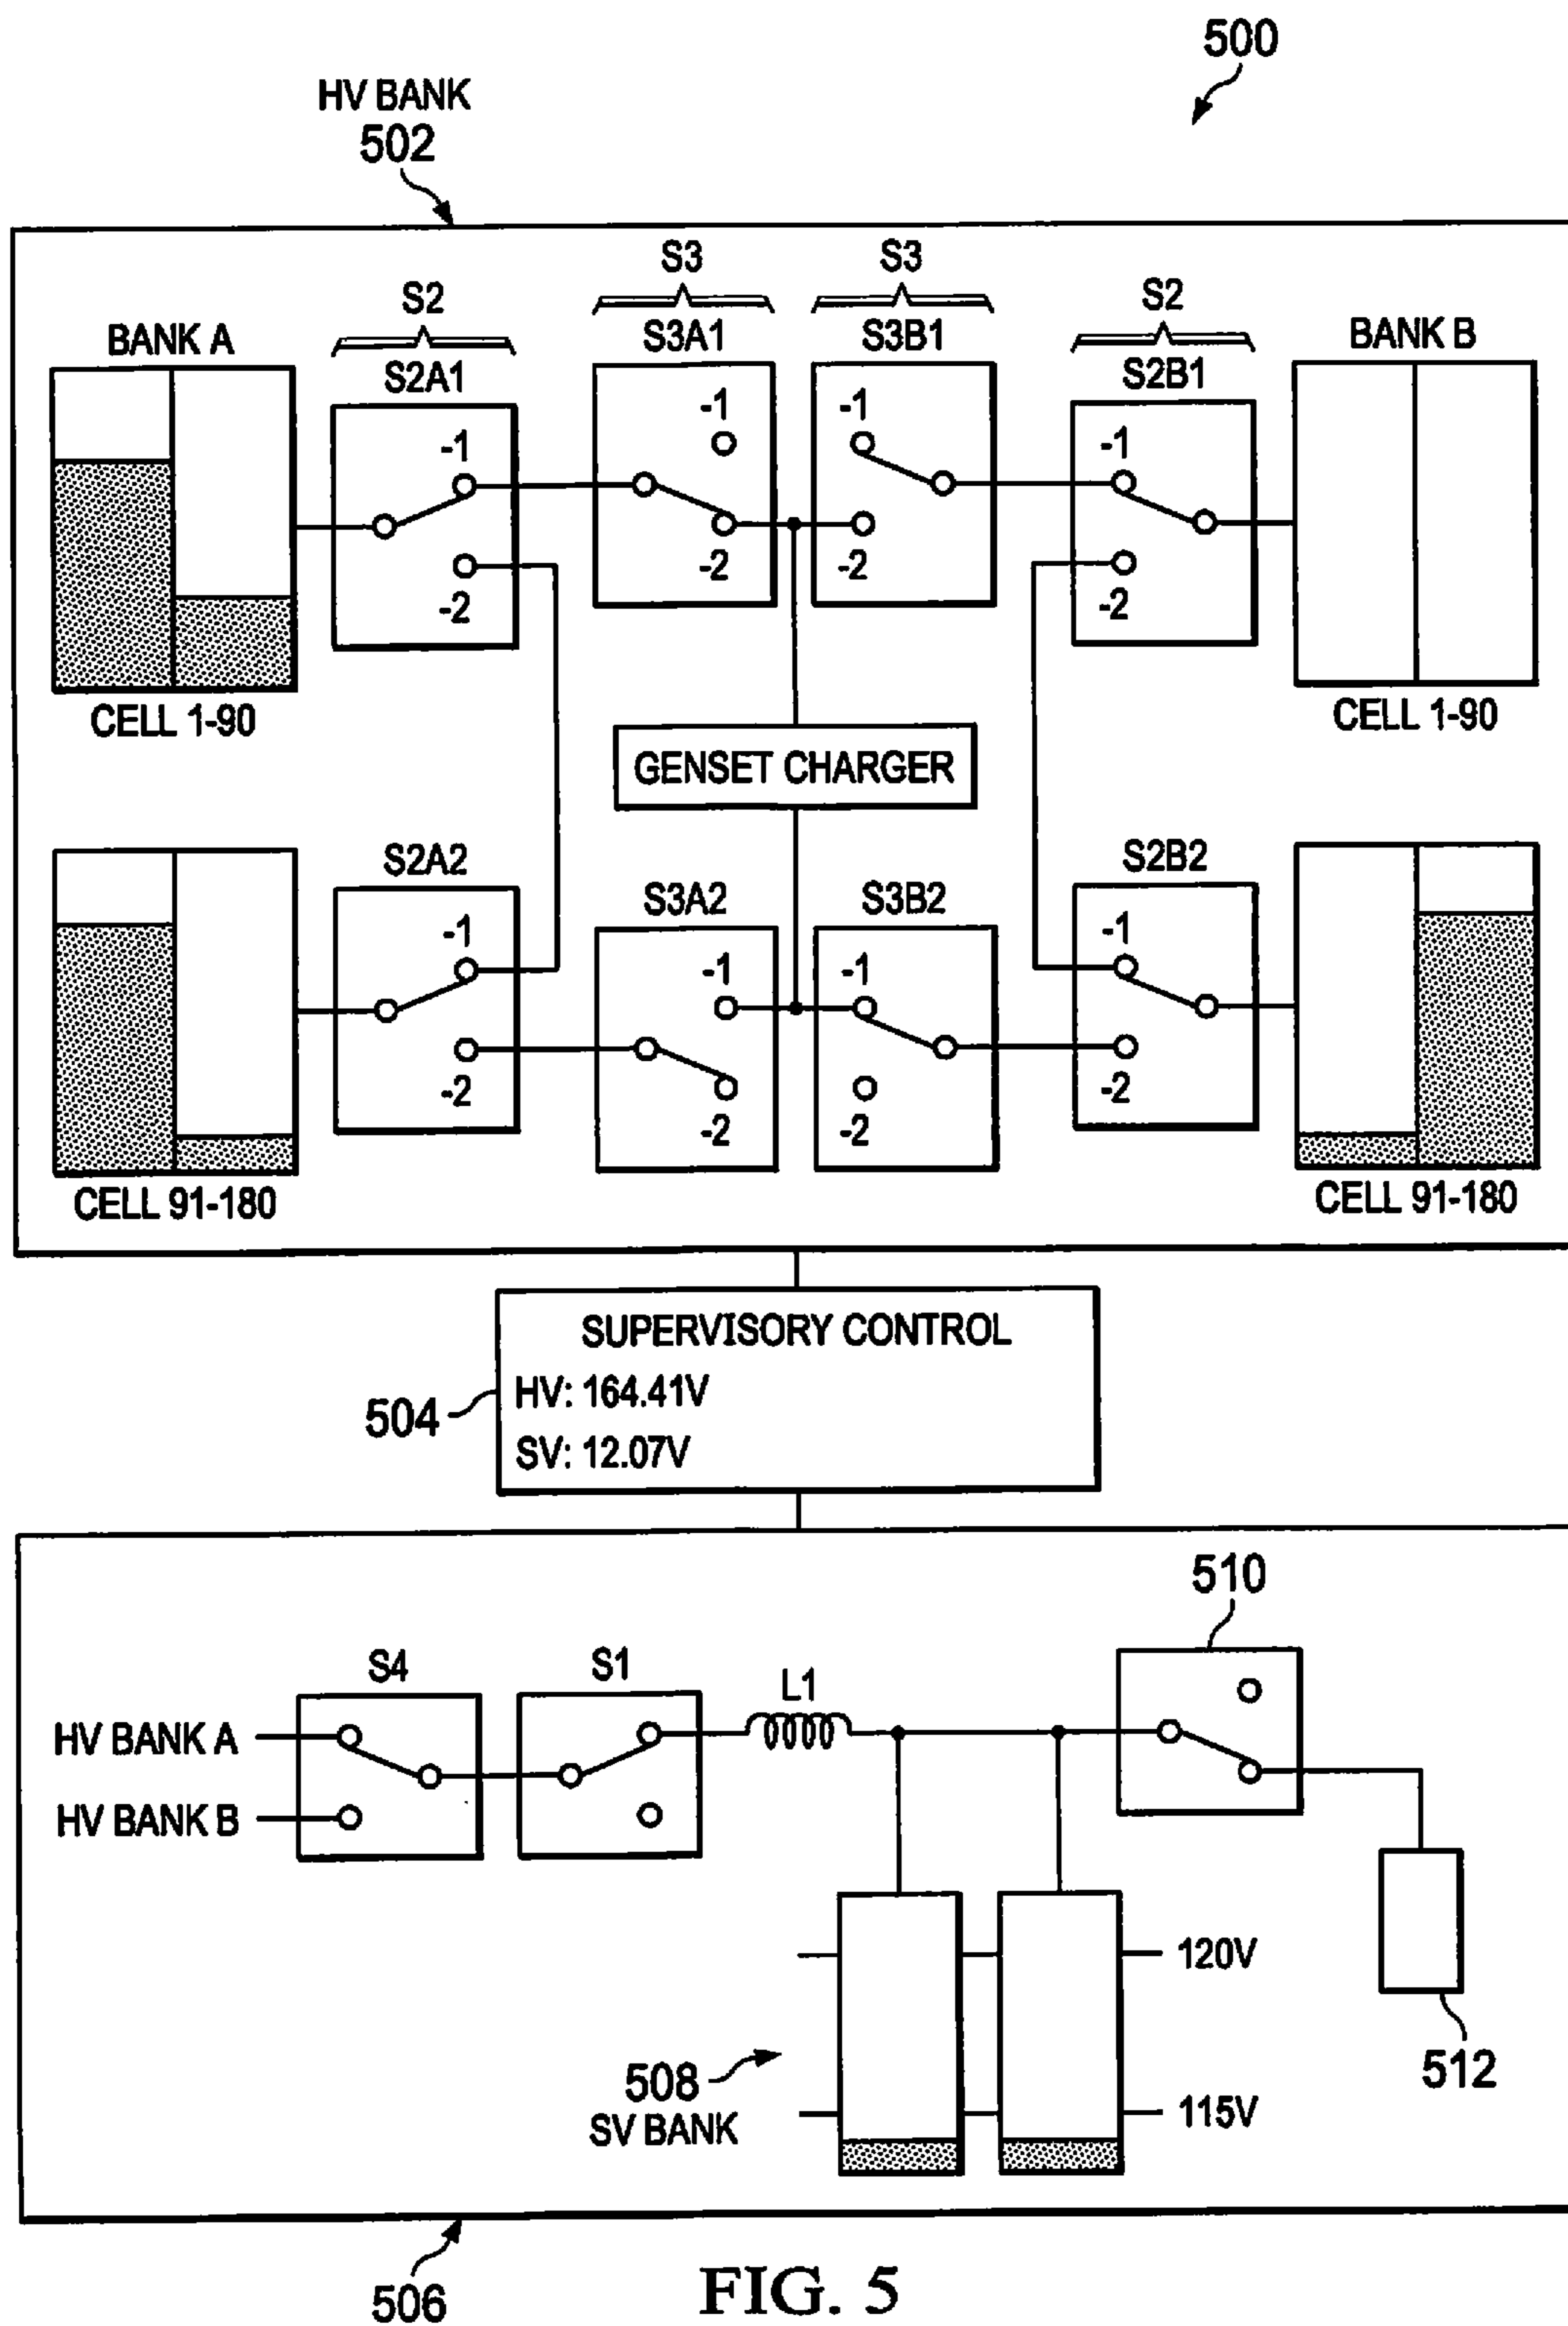 500
HV BANK
502
S3 S3
S2 S2
BANK A S3A1 S3B1 BANK B
S2A1 S2B1
-1 -1
-1 -1
-2 -2
-2 -2
CELL 1-90 CELL 1-90
GENSET CHARGER
S2A2 S2B2
S3A2 S3B2
-1 -1
-1 -1
-2 -2
-2 -2
CELL 91-180 CELL 91-180
SUPERVISORY CONTROL
HV: 164.41V
504
SV: 12.07V
510
S4 S1 L1
HV BANK A
HV BANK B
120V
508
SV BANK
115V
512
506
FIG. 5